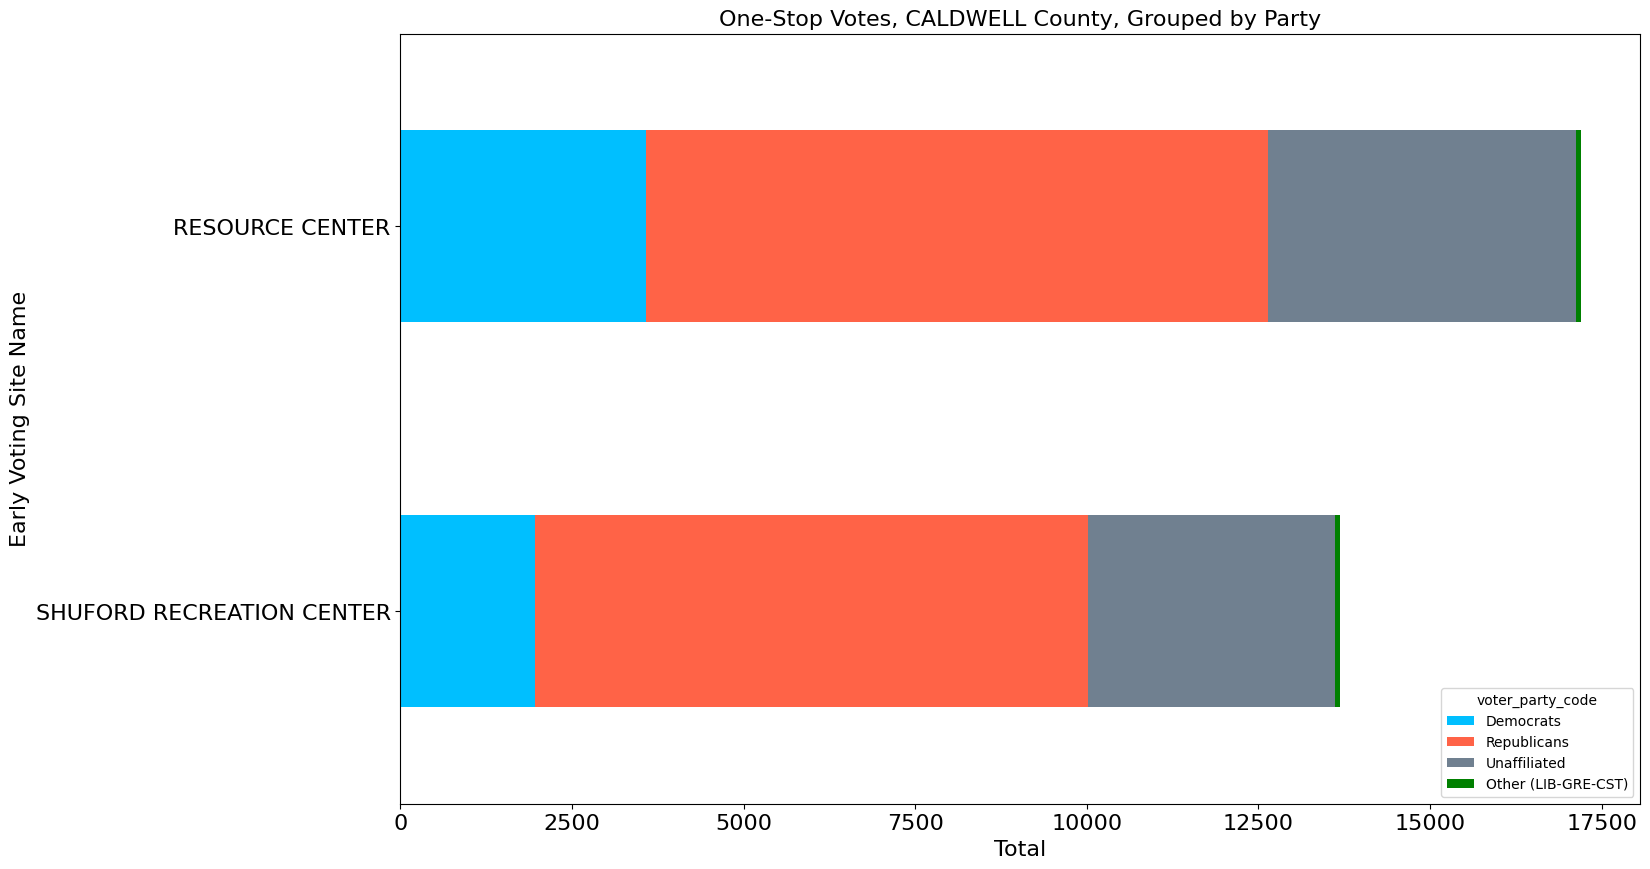 One-Stop Votes, CALDWELL County, Grouped by Party
Early Voting Site Name
RESOURCE CENTER
SHUFORD RECREATION CENTER
voter_party_code
Democrats
Republicans
Unaffiliated
Other (LIB-GRE-CST)
0 2500 5000 7500 10000 12500 15000 17500
Total